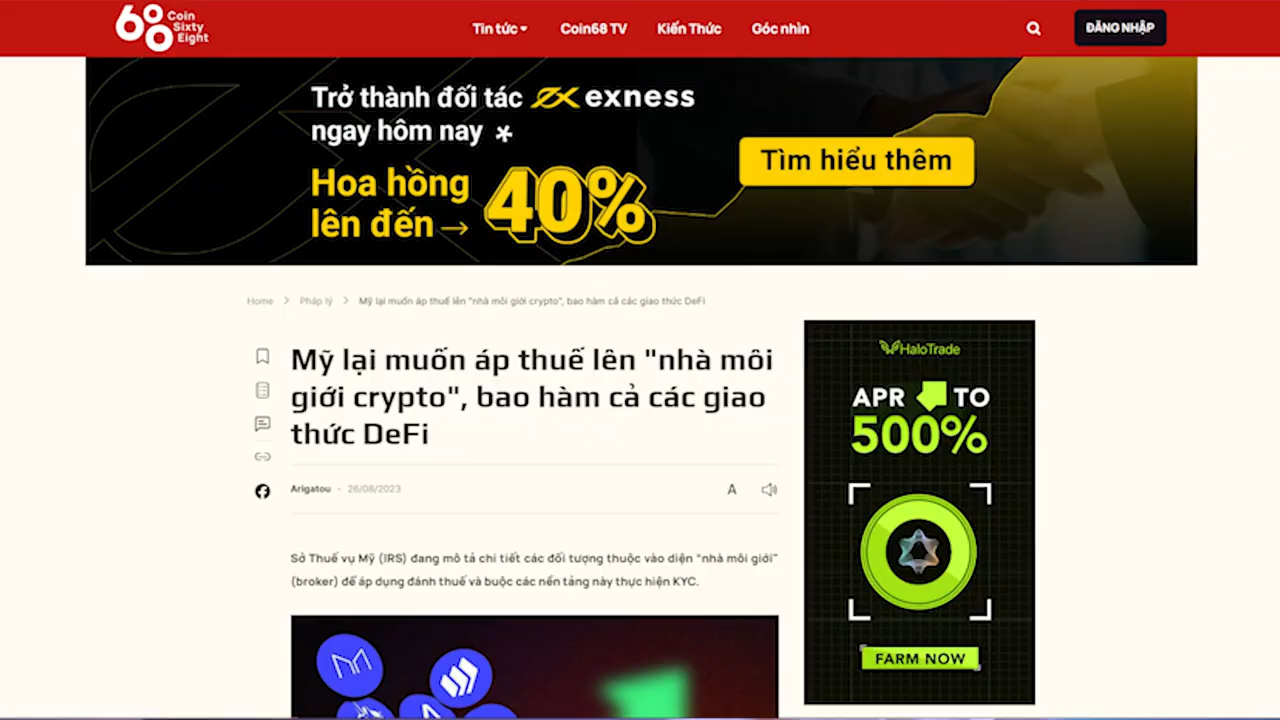 Coin
Sixty
Eight
Tin tức
Coin68 TV
Kiến Thức
Góc nhìn
ĐĂNG NHẬP
Trở thành đối tác exness
ngay hôm nay
Hoa hồng
lên đến → 40%
Tìm hiểu thêm
Home > Pháp lý > Mỹ lại muốn áp thuế lên "nhà môi giới crypto", bao hàm cả các giao thức DeFi
Mỹ lại muốn áp thuế lên "nhà môi
giới crypto", bao hàm cả các giao
thức DeFi
Arigatou - 26/08/2023
A
Sở Thuế vụ Mỹ (IRS) đang mô tả chi tiết các đối tượng thuộc vào diện “nhà môi giới”
(broker) để áp dụng đánh thuế và buộc các nền tảng này thực hiện KYC.
HaloTrade
APR TO
500%
FARM NOW